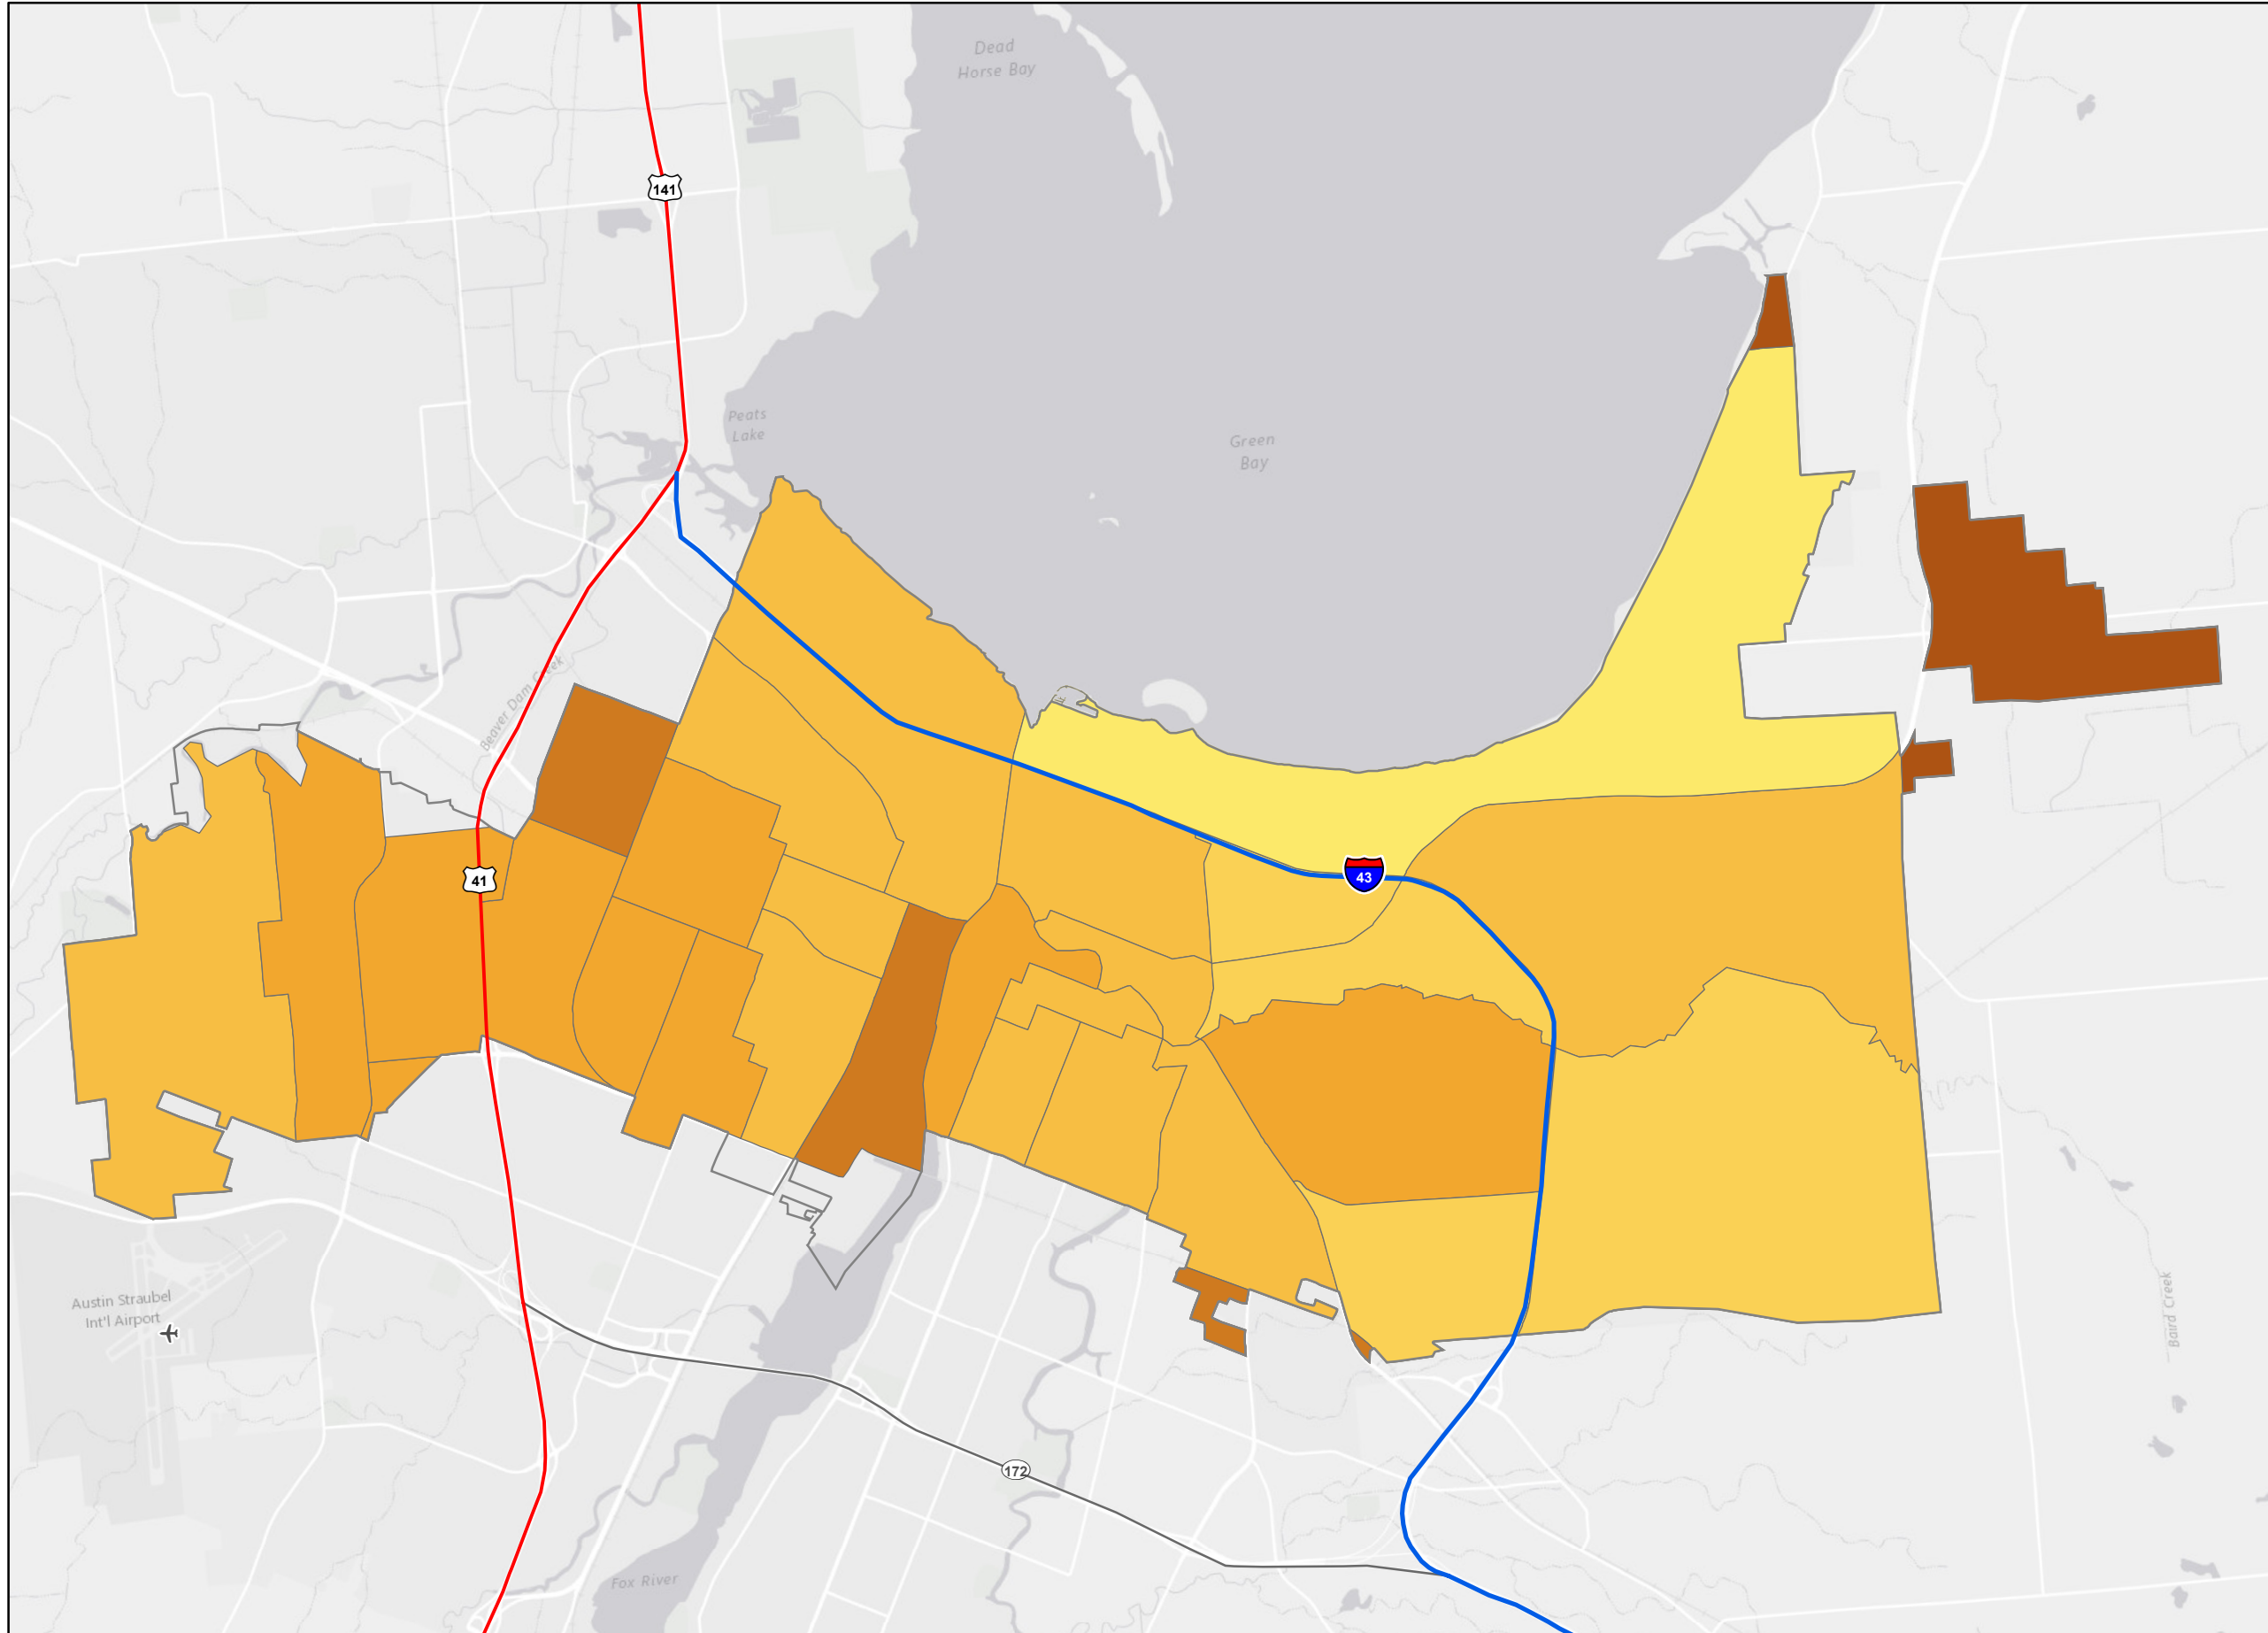 Dead
Horse Bay
141
Peats
Lake
Green
Bay
Beaver Dam Creek
43
41
Austin Straubel
Int'l Airport
Baird Creek
172
Fox River